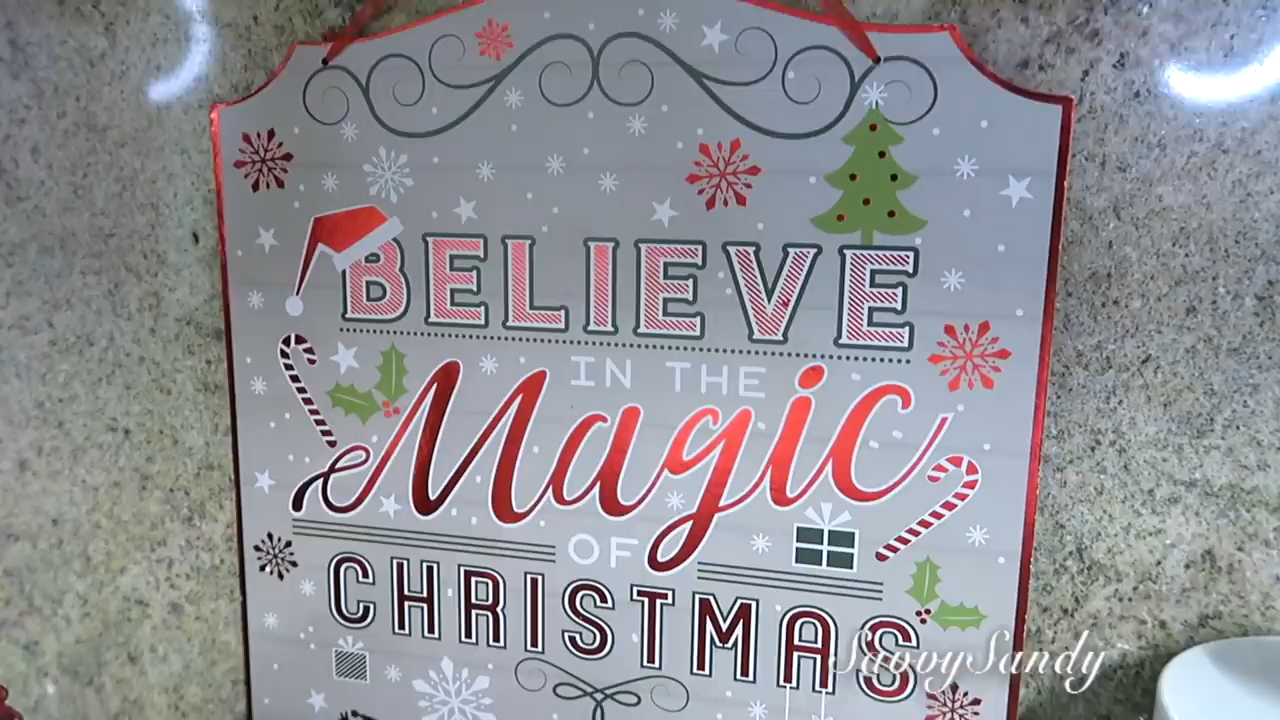 BELIEVE
IN THE
Magic
OF
CHRISTMAS
SavvySandy